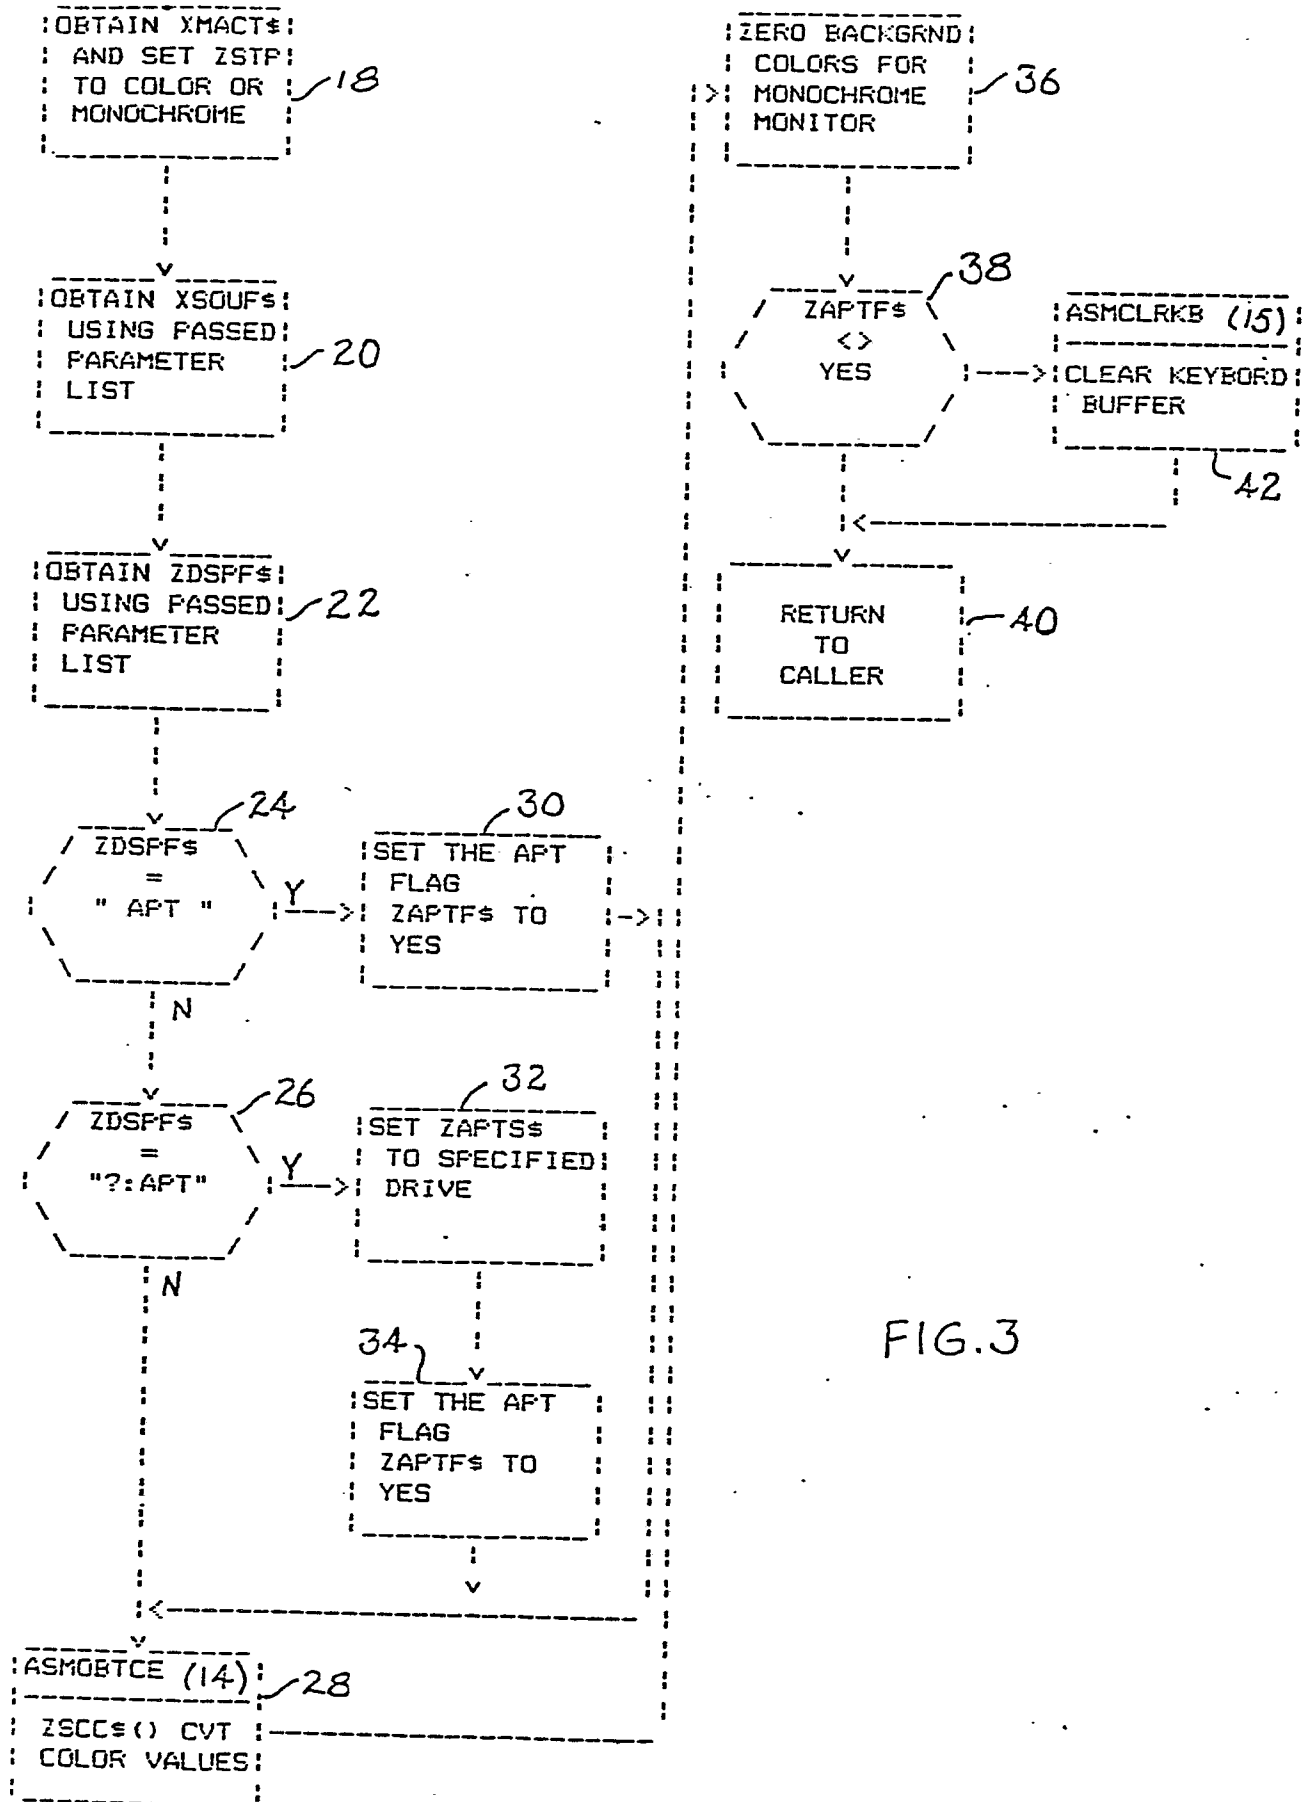 OBTAIN XMACT$
AND SET ZSTP
TO COLOR OR
MONOCHROME
18
OBTAIN XSOUF$
USING PASSED
PARAMETER
LIST
20
OBTAIN ZDSPF$
USING PASSED
PARAMETER
LIST
22
24
ZDSPF$
=
" APT "
Y
N
30
SET THE APT
FLAG
ZAPTF$ TO
YES
26
ZDSPF$
=
"?:APT"
Y
N
32
SET ZAPTS$
TO SPECIFIED
DRIVE
34
SET THE APT
FLAG
ZAPTF$ TO
YES
ASMOBTCE (14)
28
ZSCC$() CVT
COLOR VALUES
ZERO BACKGRND
COLORS FOR
MONOCHROME
MONITOR
36
38
ZAPTF$
<>
YES
ASMCLRKB (15)
CLEAR KEYBORD
BUFFER
42
RETURN
TO
CALLER
40
FIG.3